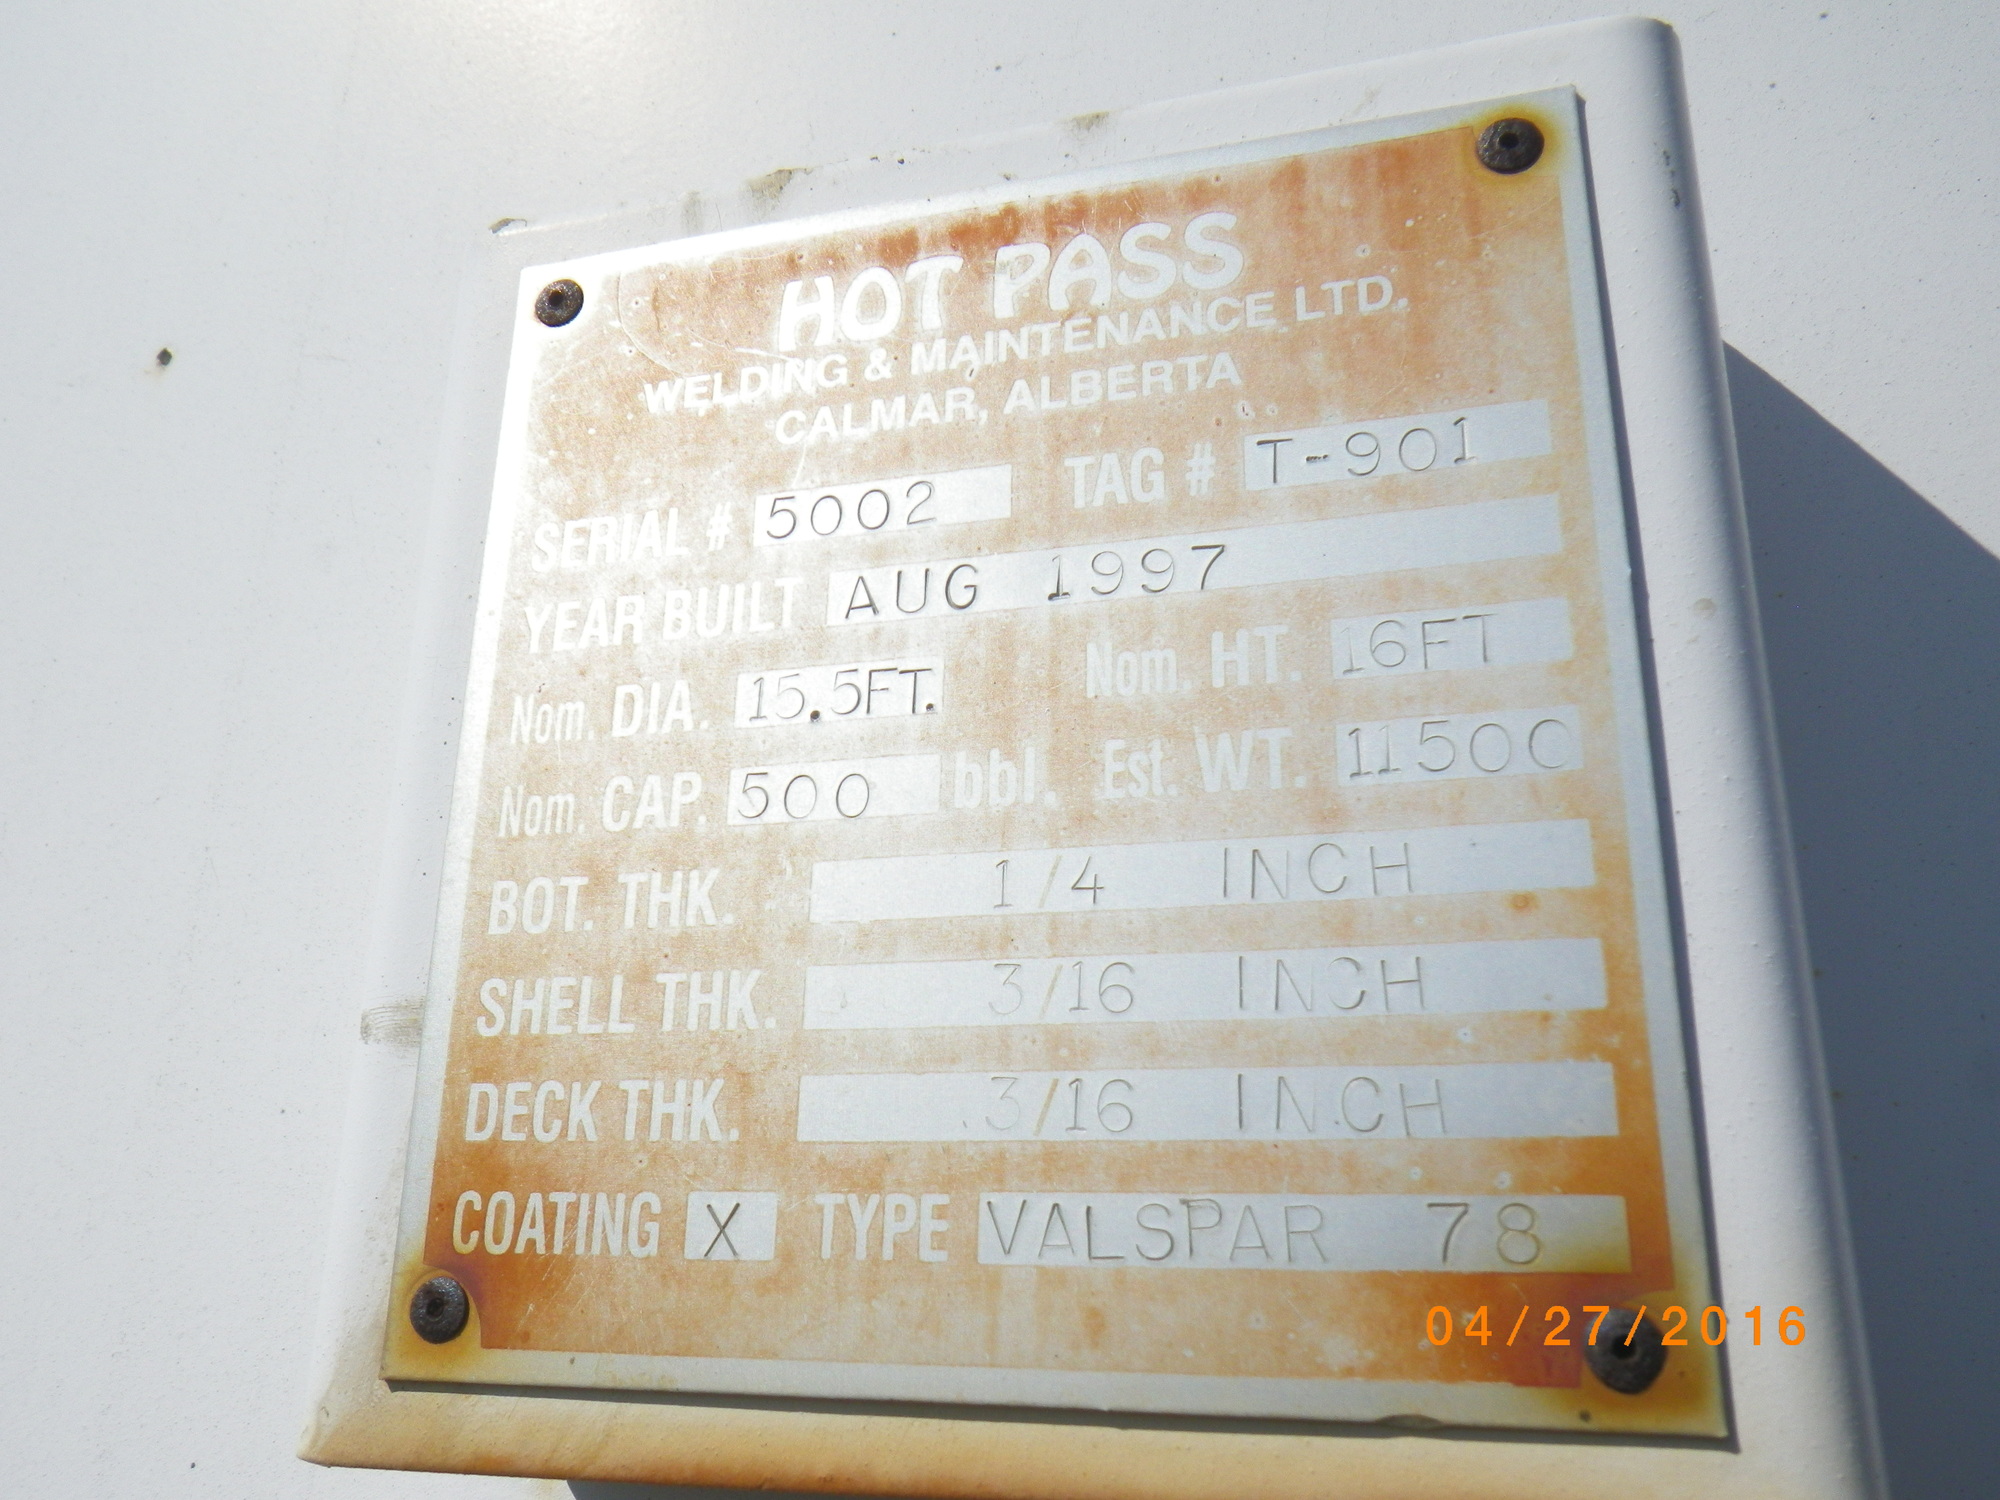 HOT PASS
WELDING & MAINTENANCE LTD.
CALMAR, ALBERTA
SERIAL # 5002 TAG # T-901
YEAR BUILT AUG 1997
Nom. DIA. 15.5FT. Nom. HT. 16FT
Nom. CAP. 500 bbl. Est. WT. 11500
BOT. THK. 1/4 INCH
SHELL THK. 3/16 INCH
DECK THK. 3/16 INCH
COATING X TYPE VALSPAR 78
04/27/2016